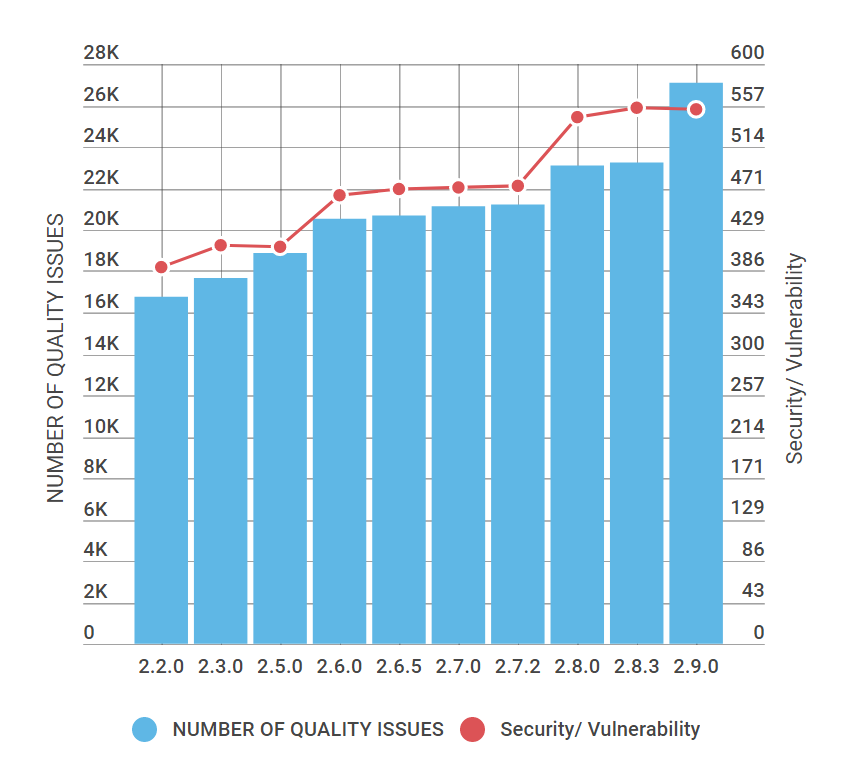 28K
26K
24K
22K
20K
18K
16K
14K
12K
10K
8K
6K
4K
2K
0
NUMBER OF QUALITY ISSUES
600
557
514
471
429
386
343
300
257
214
171
129
86
43
0
Security/ Vulnerability
2.2.0 2.3.0 2.5.0 2.6.0 2.6.5 2.7.0 2.7.2 2.8.0 2.8.3 2.9.0
NUMBER OF QUALITY ISSUES Security/ Vulnerability